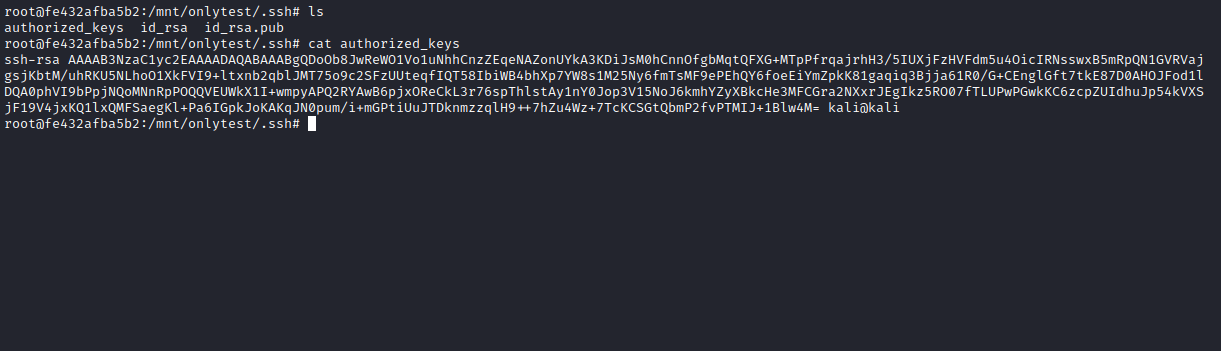 root@fe432afba5b2:/mnt/onlytest/.ssh# ls
authorized_keys  id_rsa  id_rsa.pub
root@fe432afba5b2:/mnt/onlytest/.ssh# cat authorized_keys
ssh-rsa AAAAB3NzaC1yc2EAAAADAQABAAABgQDoOb8JwReWO1Vo1uNhhCnzZEqeNAZonUYkA3KDiJsM0hCnnOfgbMqtQFXG+MTpPfrqajrhH3/5IUXjFzHVFdm5u4OicIRNsswxB5mRpQN1GVRVaj
gsjKbtM/uhRKU5NLhoO1XkFVI9+ltxnb2qblJMT75o9c2SFzUUteqfIQT58IbiWB4bhXp7YW8s1M25Ny6fmTsMF9ePEhQY6foeEiYmZpkK81gaqiq3Bjja61R0/G+CEnglGft7tkE87D0AHOJFod1l
DQA0phVI9bPpjNQoMNnRpPOQQVEUWkX1I+wmpyAPQ2RYAwB6pjxOReCkL3r76spThlstAy1nY0Jop3V15NoJ6kmhYZyXBkcHe3MFCGra2NXxrJEgIkz5RO07fTLUPwPGwkKC6zcpZUIdhuJp54kVXS
jF19V4jxKQ1lxQMFSaegKl+Pa6IGpkJoKAKqJN0pum/i+mGPtiUuJTDknmzzqlH9++7hZu4Wz+7TcKCSGtQbmP2fvPTMIJ+1Blw4M= kali@kali
root@fe432afba5b2:/mnt/onlytest/.ssh#